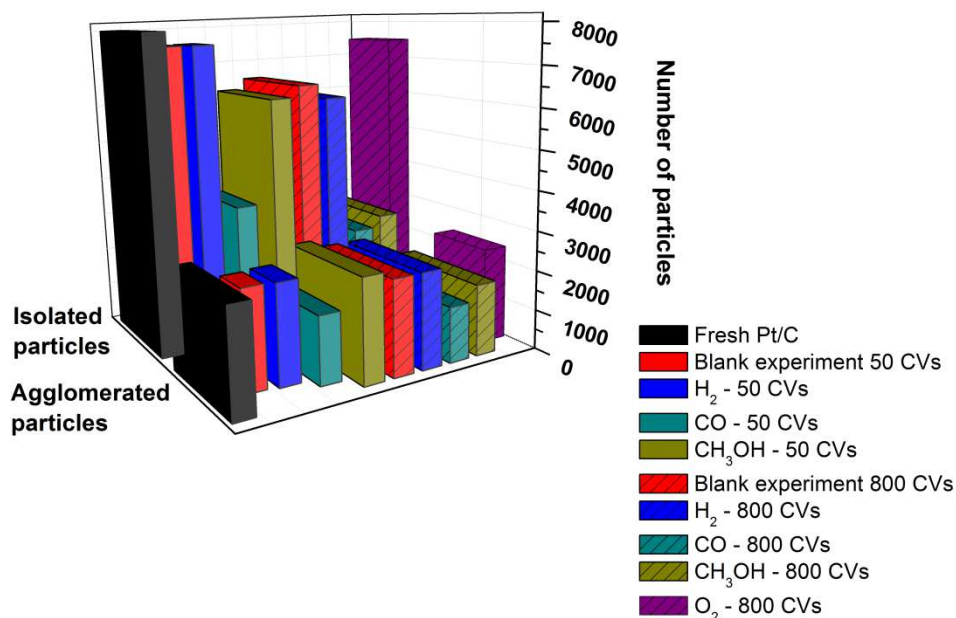 8000
7000
6000
5000
4000
3000
2000
1000
0
Number of particles
Isolated
particles
Agglomerated
particles
Fresh Pt/C
Blank experiment 50 CVs
H₂ - 50 CVs
CO - 50 CVs
CH₃OH - 50 CVs
Blank experiment 800 CVs
H₂ - 800 CVs
CO - 800 CVs
CH₃OH - 800 CVs
O₂ - 800 CVs